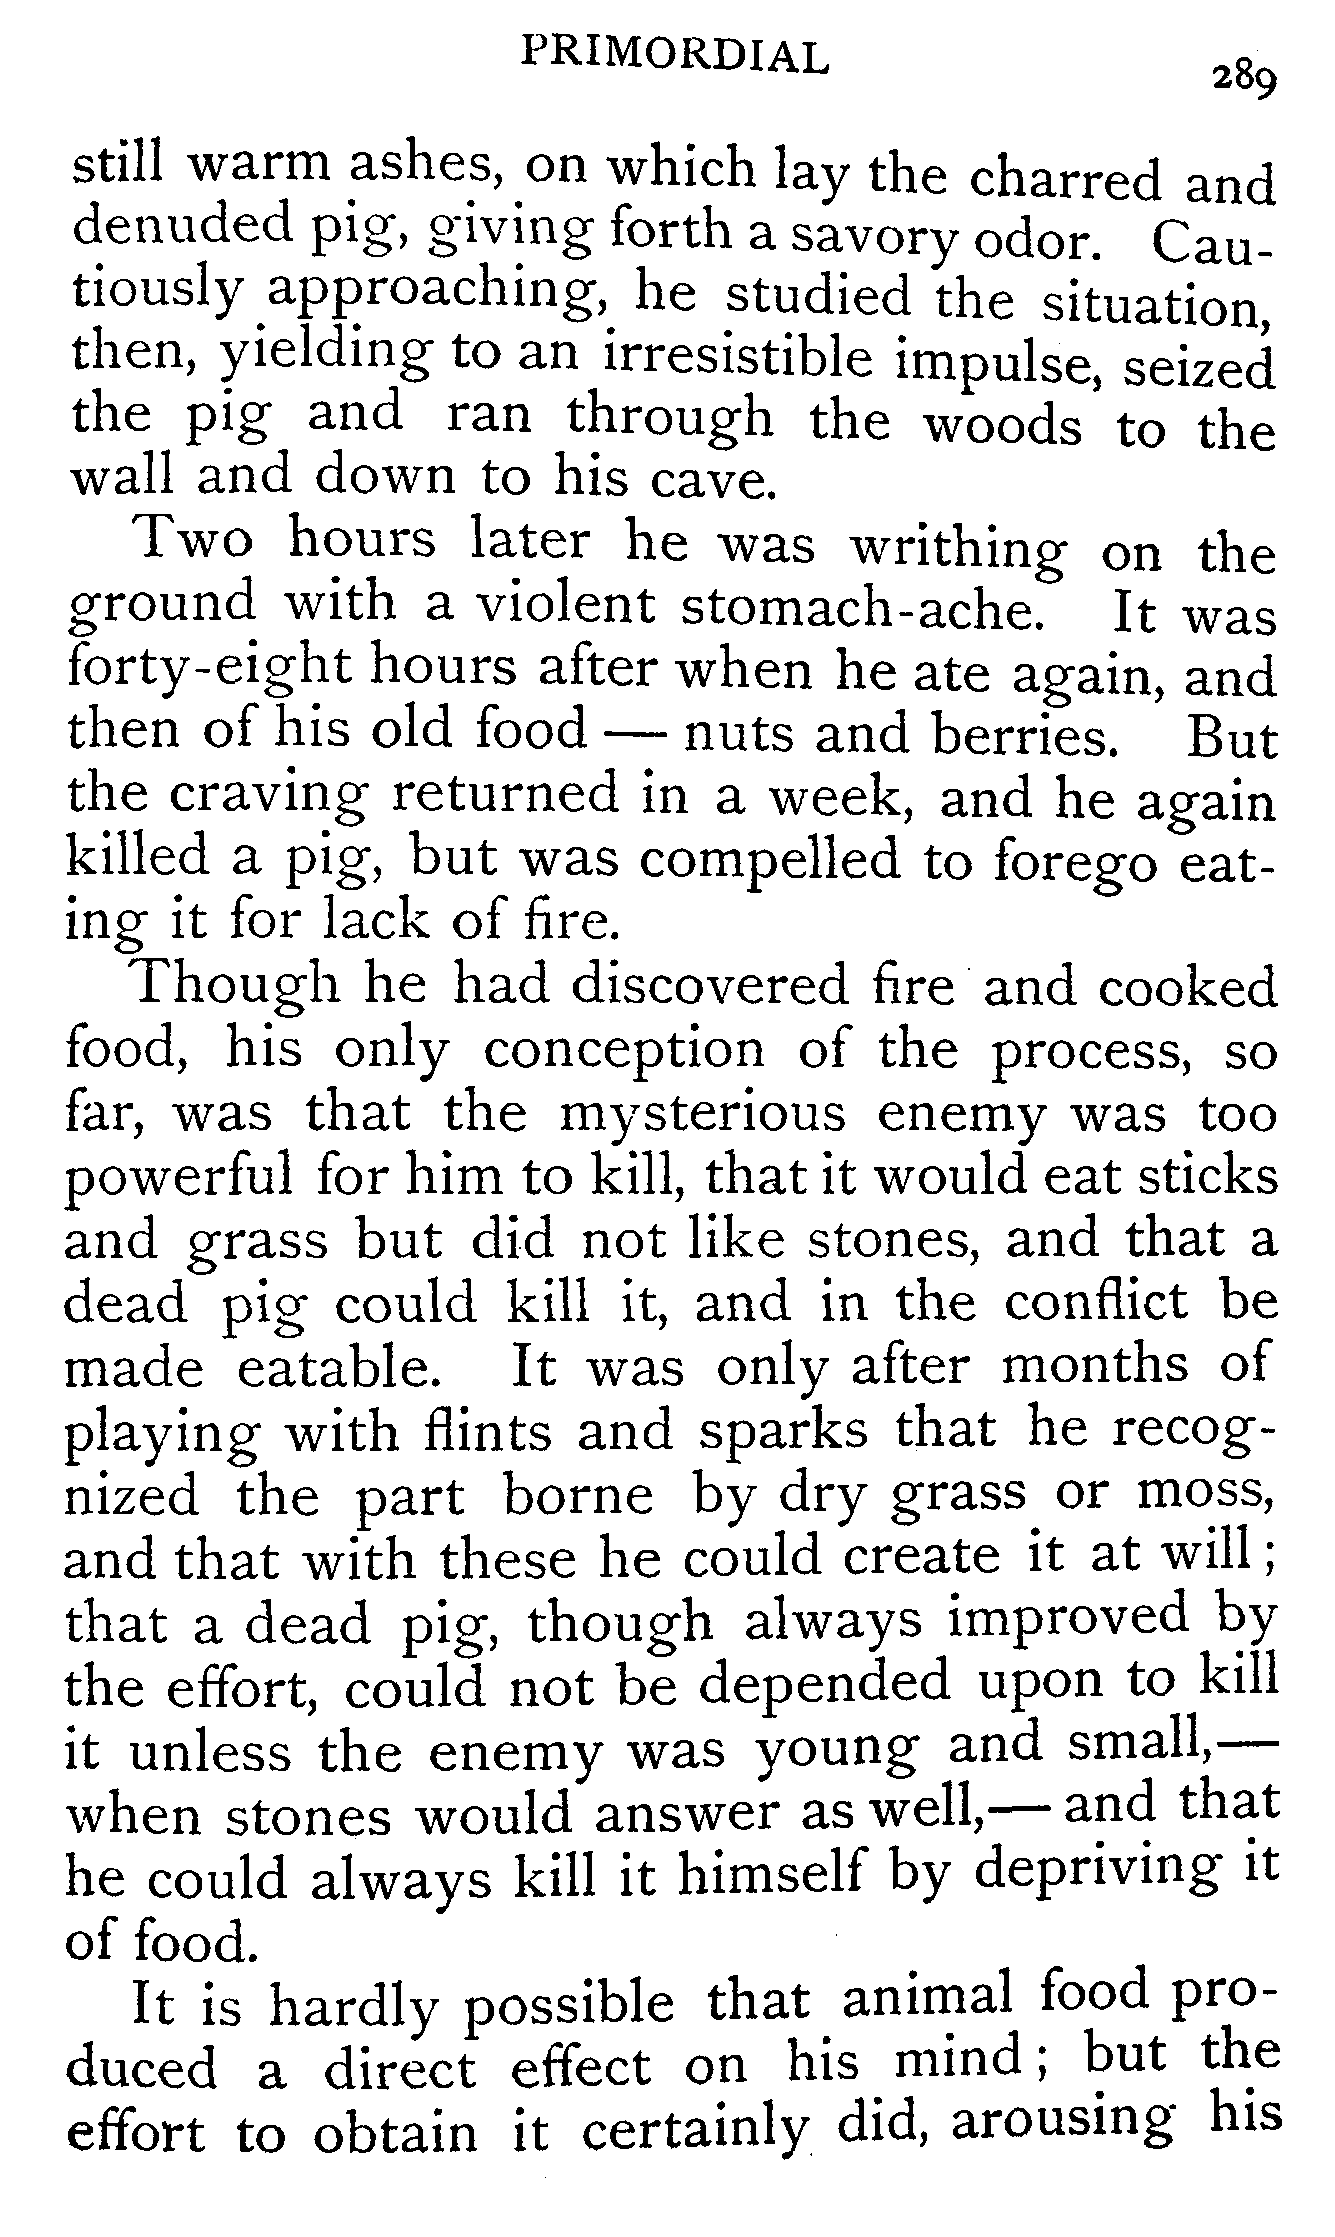 PRIMORDIAL
289
still warm ashes, on which lay the charred and
denuded pig, giving forth a savory odor. Cau-
tiously approaching, he studied the situation,
then, yielding to an irresistible impulse, seized
the pig and ran through the woods to the
wall and down to his cave.
Two hours later he was writhing on the
ground with a violent stomach-ache. It was
forty-eight hours after when he ate again, and
then of his old food — nuts and berries. But
the craving returned in a week, and he again
killed a pig, but was compelled to forego eat-
ing it for lack of fire.
Though he had discovered fire and cooked
food, his only conception of the process, so
far, was that the mysterious enemy was too
powerful for him to kill, that it would eat sticks
and grass but did not like stones, and that a
dead pig could kill it, and in the conflict be
made eatable. It was only after months of
playing with flints and sparks that he recog-
nized the part borne by dry grass or moss,
and that with these he could create it at will;
that a dead pig, though always improved by
the effort, could not be depended upon to kill
it unless the enemy was young and small,—
when stones would answer as well,— and that
he could always kill it himself by depriving it
of food.
It is hardly possible that animal food pro-
duced a direct effect on his mind; but the
effort to obtain it certainly did, arousing his